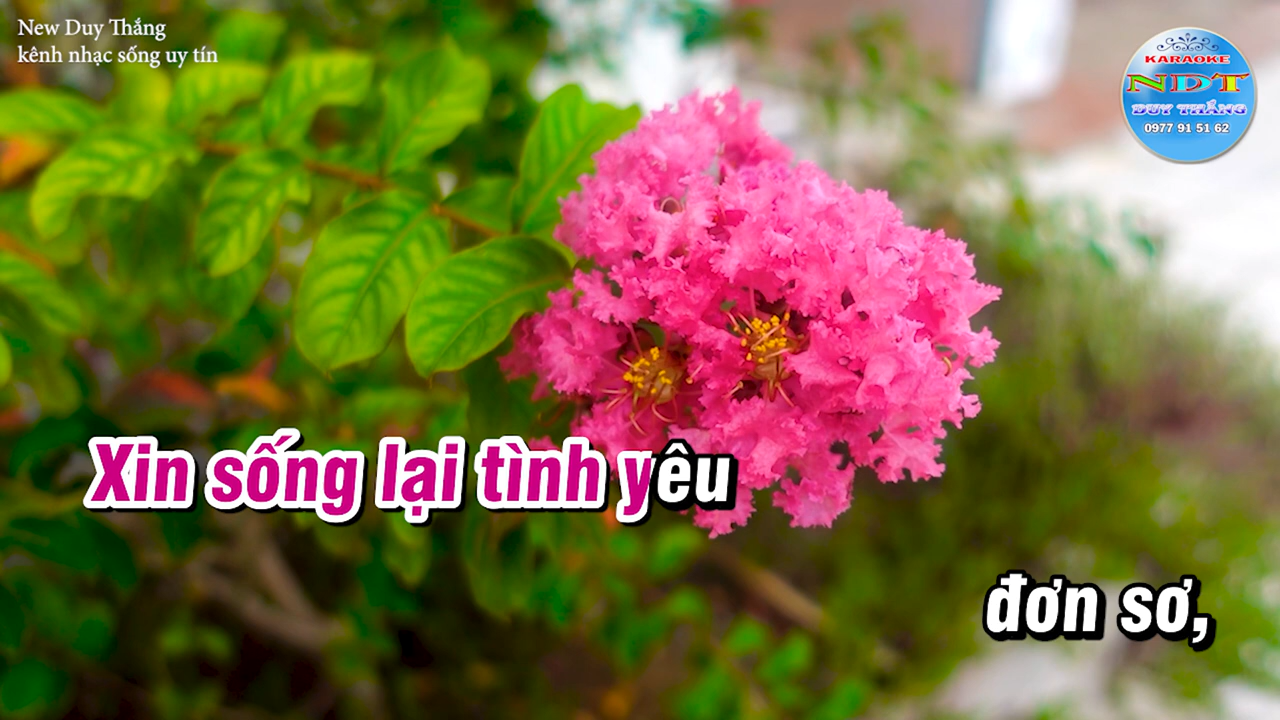 New Duy Thắng
kênh nhạc sống uy tín
KARAOKE
NDT
DUY THẮNG
0977 91 51 62
Xin sống lại tình yêu
đơn sơ,